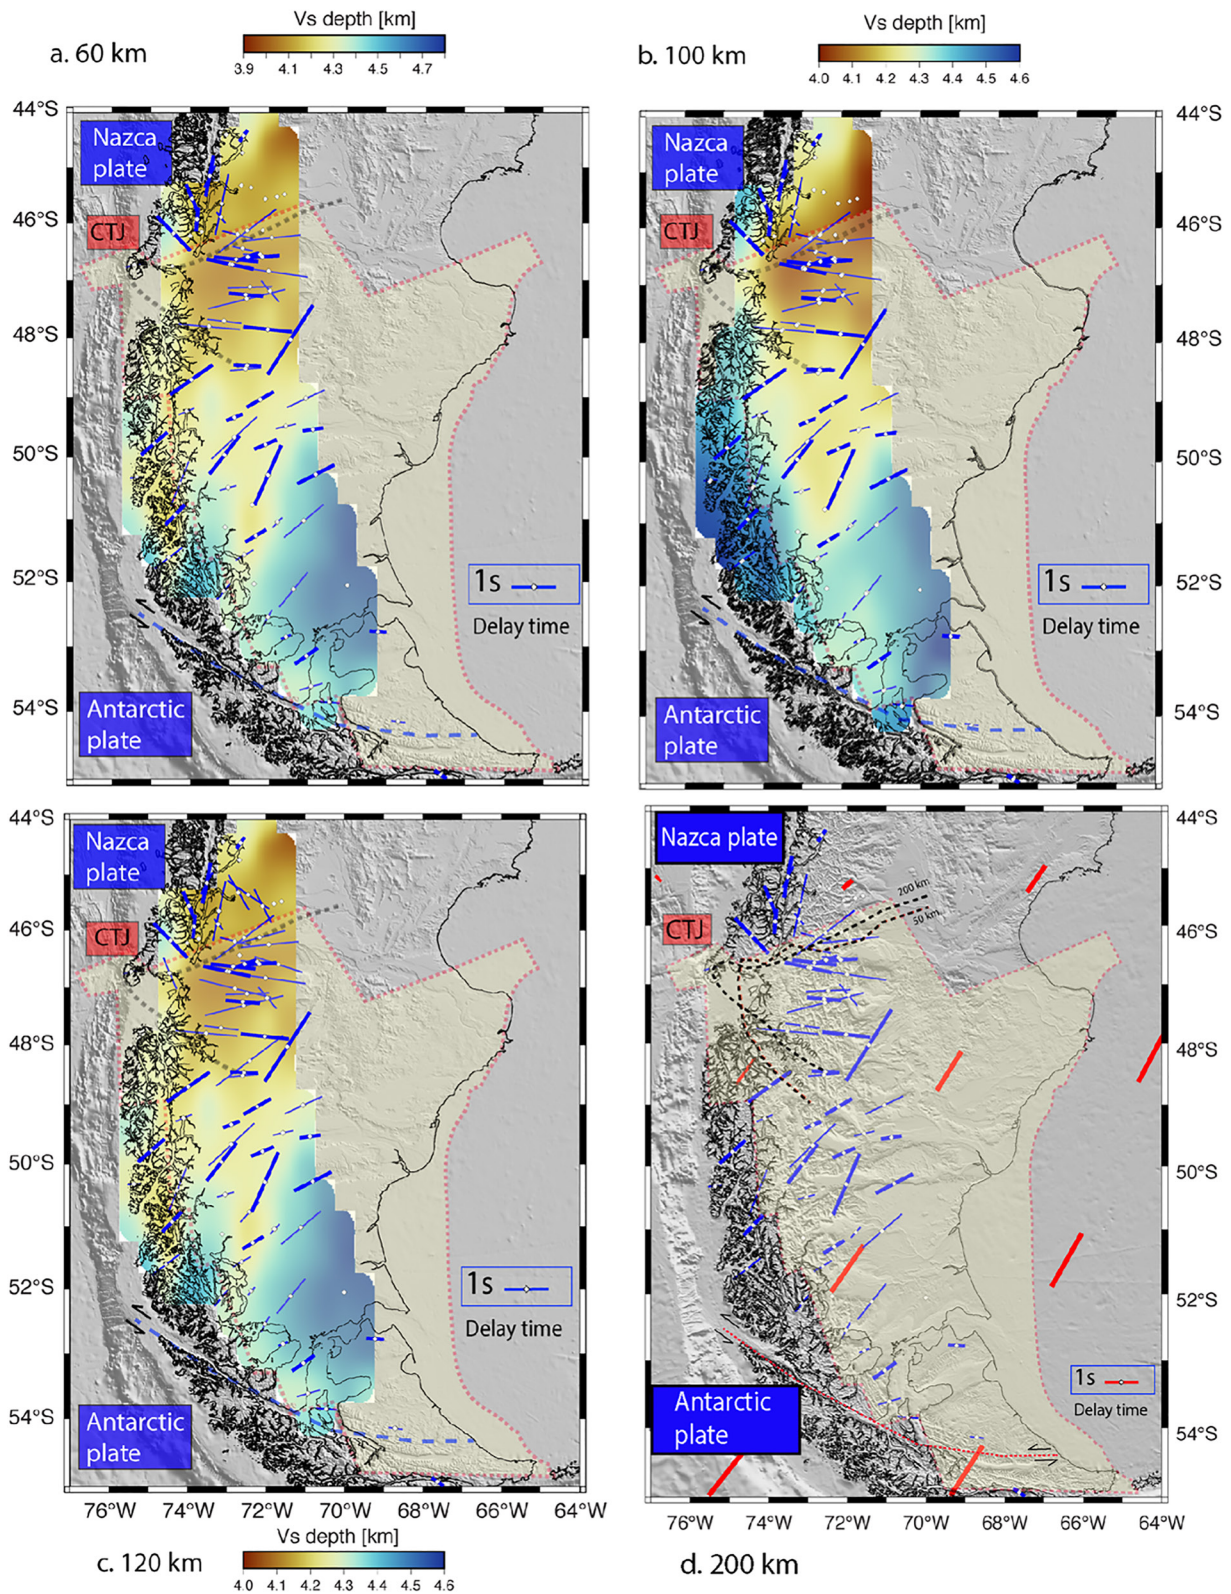 Vs depth [km]
a. 60 km
3.9 4.1 4.3 4.5 4.7
Vs depth [km]
b. 100 km
4.0 4.1 4.2 4.4 4.5 4.6
44°S
46°S
48°S
50°S
52°S
54°S
Nazca
plate
CTJ
1s
Delay time
Antarctic
plate
Nazca
plate
CTJ
1s
Delay time
Antarctic
plate
44°S
46°S
48°S
50°S
52°S
54°S
44°S
46°S
48°S
50°S
52°S
54°S
Nazca
plate
CTJ
1s
Delay time
Antarctic
plate
76°W 74°W 72°W 70°W 68°W 66°W 64°W
Vs depth [km]
c. 120 km
4.0 4.1 4.2 4.3 4.4 4.5 4.6
Nazca plate
CTJ
200 km
50 km
1s
Delay time
Antarctic
plate
44°S
46°S
48°S
50°S
52°S
54°S
76°W 74°W 72°W 70°W 68°W 66°W 64°W
d. 200 km